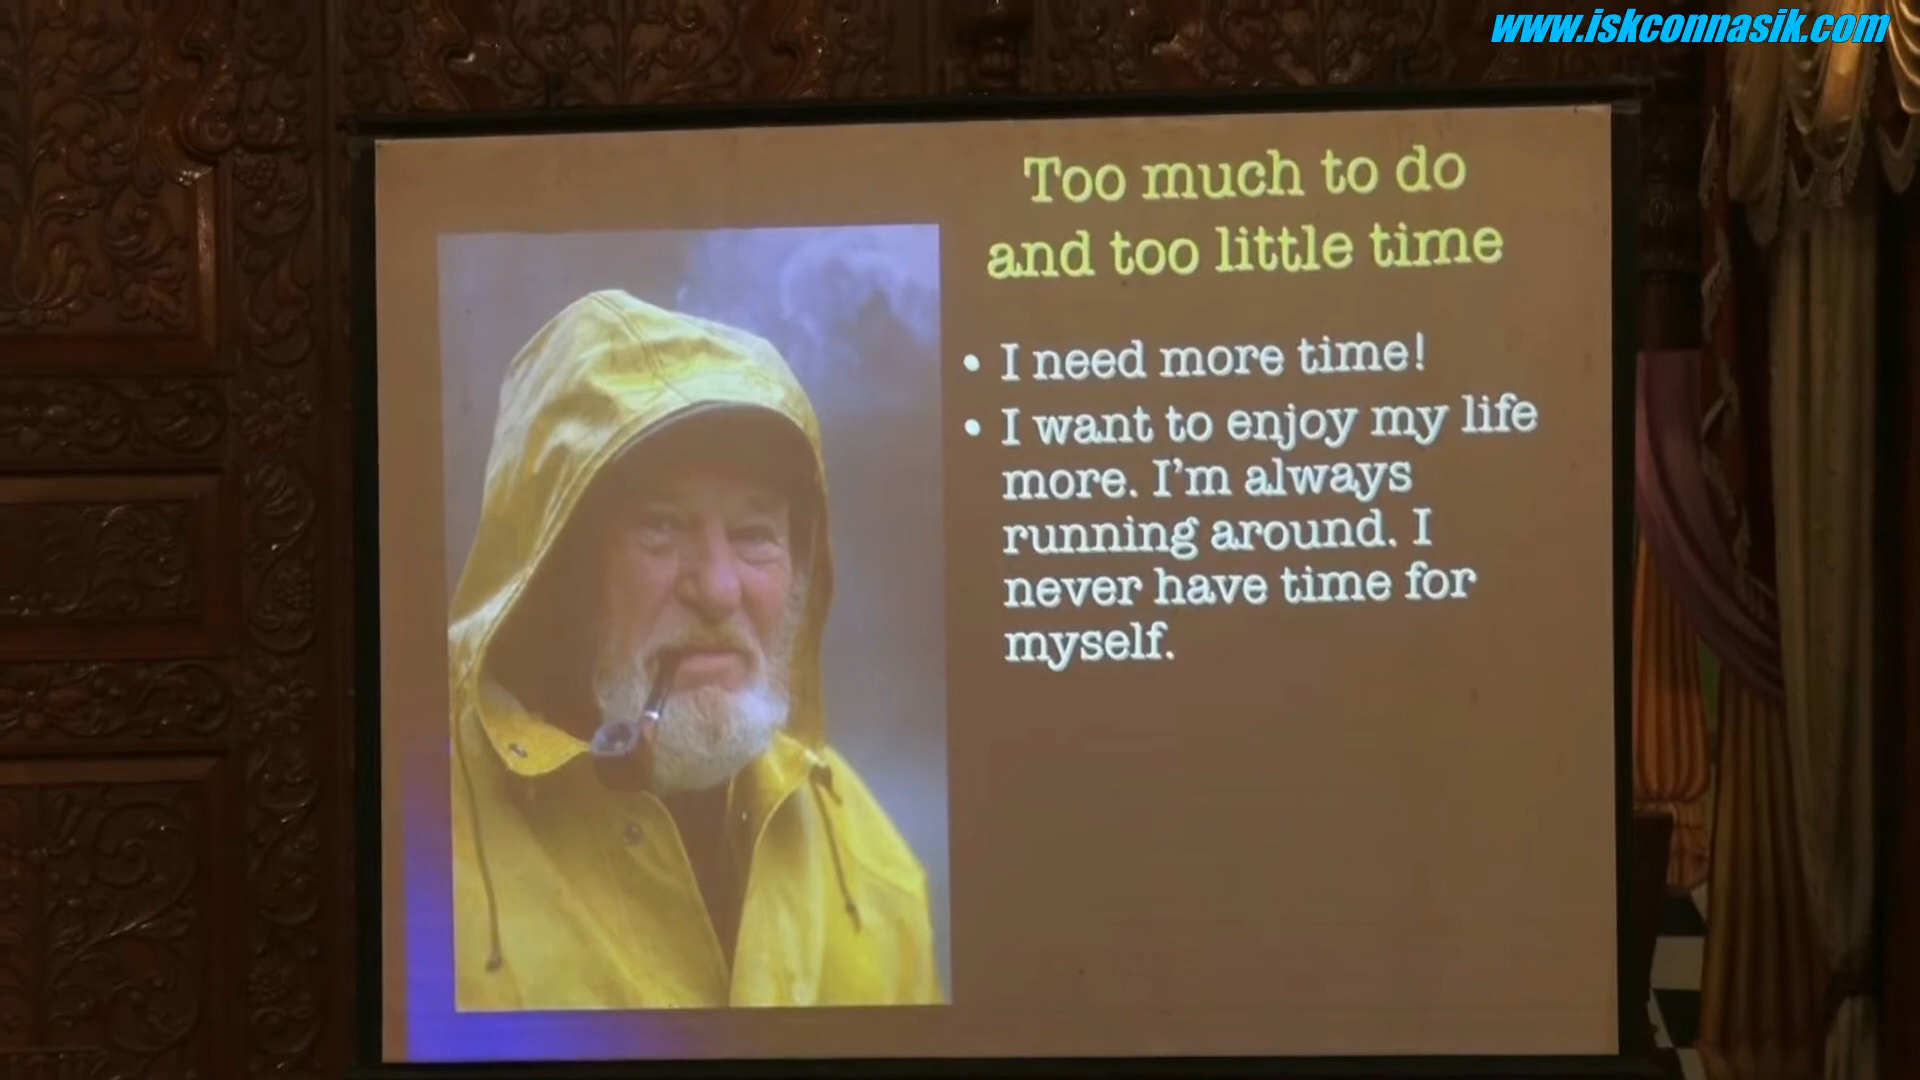 www.iskconnasik.com
Too much to do
and too little time
• I need more time!
• I want to enjoy my life
more. I'm always
running around. I
never have time for
myself.